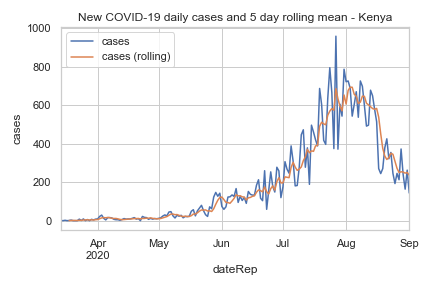 New COVID-19 daily cases and 5 day rolling mean - Kenya
cases
cases (rolling)
1000
800
600
400
200
0
cases
Apr
2020
May
Jun
Jul
Aug
Sep
dateRep